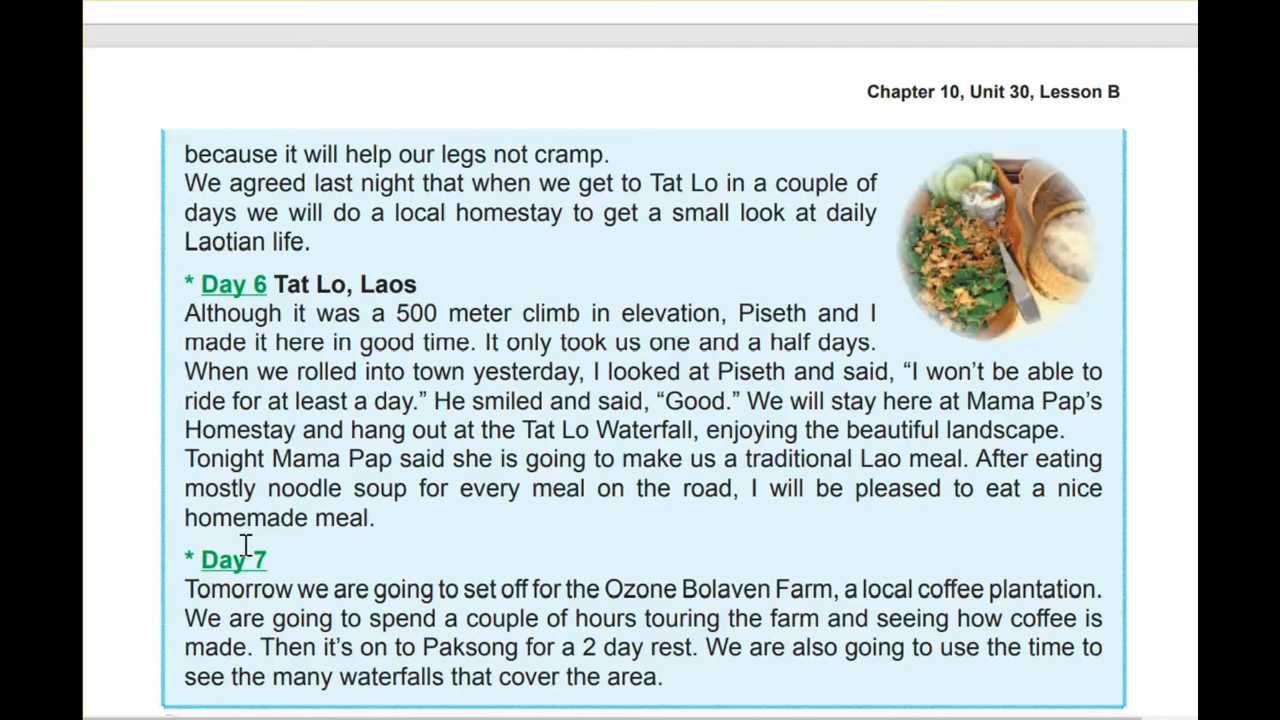 Chapter 10, Unit 30, Lesson B
because it will help our legs not cramp.
We agreed last night that when we get to Tat Lo in a couple of
days we will do a local homestay to get a small look at daily
Laotian life.
* Day 6 Tat Lo, Laos
Although it was a 500 meter climb in elevation, Piseth and I
made it here in good time. It only took us one and a half days.
When we rolled into town yesterday, I looked at Piseth and said, “I won’t be able to
ride for at least a day.” He smiled and said, “Good.” We will stay here at Mama Pap’s
Homestay and hang out at the Tat Lo Waterfall, enjoying the beautiful landscape.
Tonight Mama Pap said she is going to make us a traditional Lao meal. After eating
mostly noodle soup for every meal on the road, I will be pleased to eat a nice
homemade meal.
* Day 7
Tomorrow we are going to set off for the Ozone Bolaven Farm, a local coffee plantation.
We are going to spend a couple of hours touring the farm and seeing how coffee is
made. Then it’s on to Paksong for a 2 day rest. We are also going to use the time to
see the many waterfalls that cover the area.